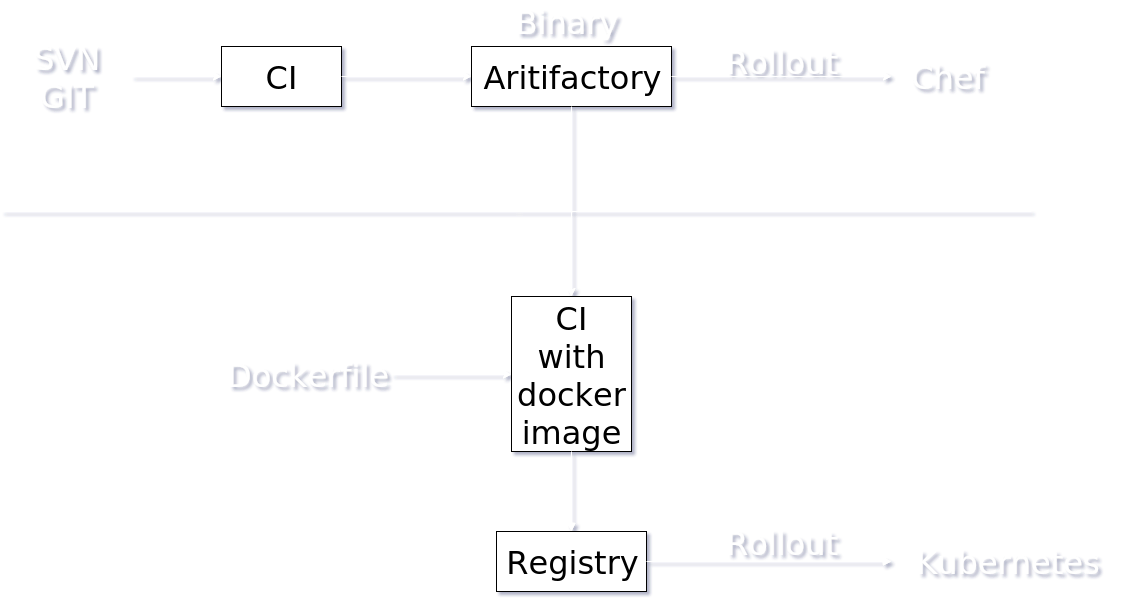 Binary
SVN
GIT
CI
Aritifactory
Rollout
Chef
CI
with
docker
image
Dockerfile
Registry
Rollout
Kubernetes